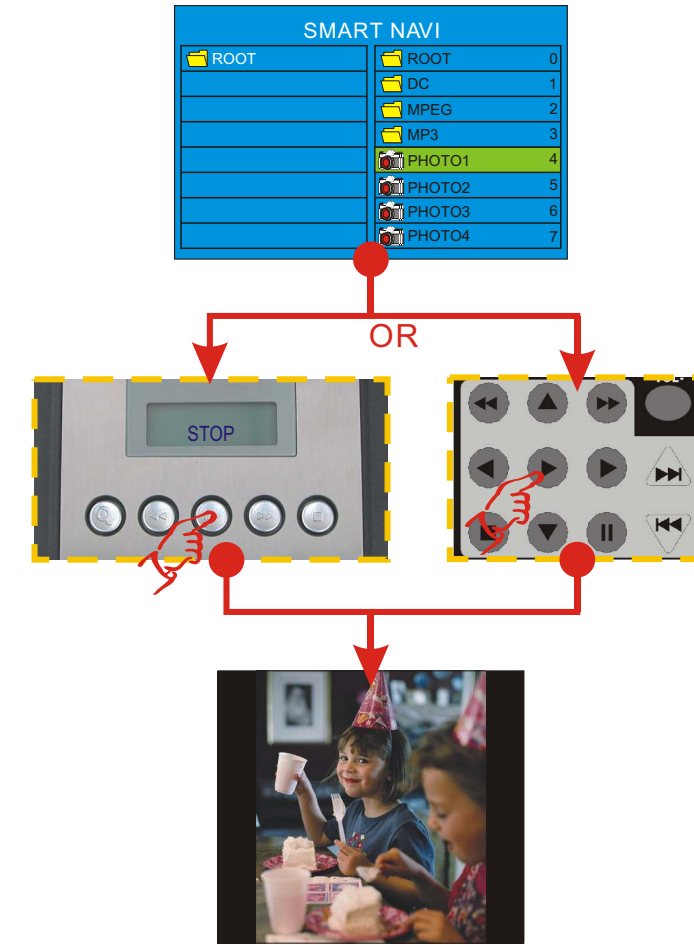 SMART NAVI
ROOT
ROOT 0
DC 1
MPEG 2
MP3 3
PHOTO1 4
PHOTO2 5
PHOTO3 6
PHOTO4 7
OR
STOP